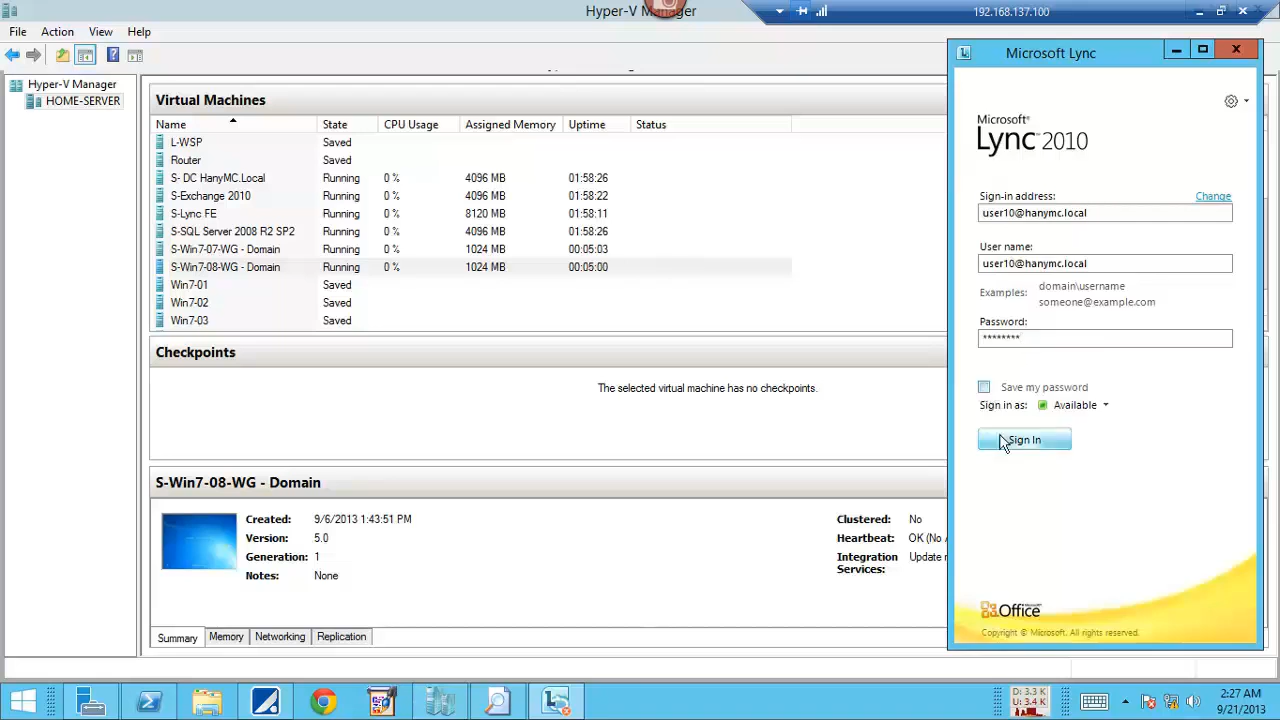 Hyper-V Manager
192.168.137.100
File Action View Help
Microsoft Lync
Hyper-V Manager
HOME-SERVER
Virtual Machines
Name State CPU Usage Assigned Memory Uptime Status
L-WSP Saved
Router Saved
S- DC HanyMC.Local Running 0 % 4096 MB 01:58:26
S-Exchange 2010 Running 0 % 4096 MB 01:58:22
S-Lync FE Running 0 % 8120 MB 01:58:11
S-SQL Server 2008 R2 SP2 Running 0 % 4096 MB 01:58:26
S-Win7-07-WG - Domain Running 0 % 1024 MB 00:05:03
S-Win7-08-WG - Domain Running 0 % 1024 MB 00:05:00
Win7-01 Saved
Win7-02 Saved
Win7-03 Saved
Checkpoints
The selected virtual machine has no checkpoints.
S-Win7-08-WG - Domain
Created: 9/6/2013 1:43:51 PM
Version: 5.0
Generation: 1
Notes: None
Clustered: No
Heartbeat: OK (No
Integration Services: Update
Summary Memory Networking Replication
Microsoft®
Lync™ 2010
Sign-in address: Change
user10@hanymc.local
User name:
user10@hanymc.local
Examples: domain\username
someone@example.com
Password:
********
Save my password
Sign in as: Available
Sign In
Office
Copyright © Microsoft. All rights reserved.
D: 3.3 K
U: 3.4 K
2:27 AM
9/21/2013